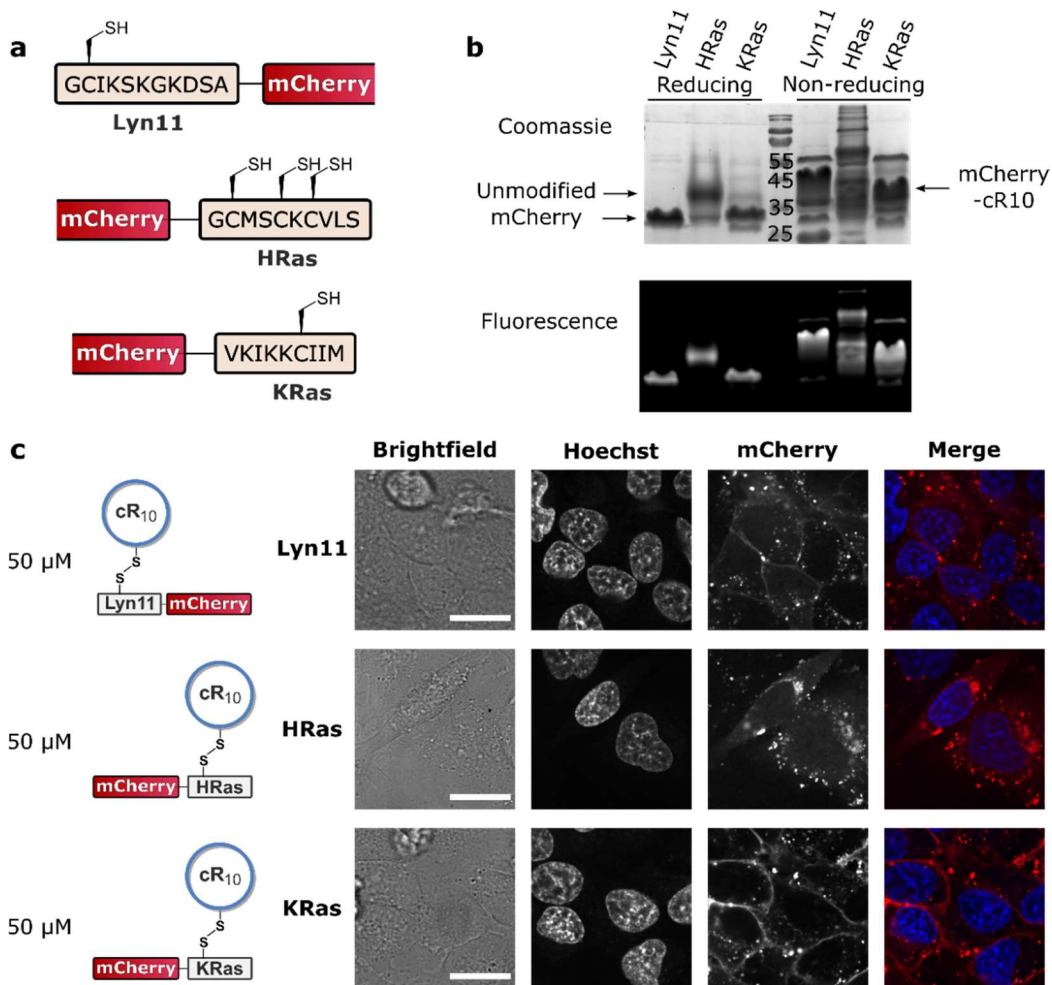 a
SH
GCIKSKGKDSA
mCherry
Lyn11
SH
SH
SH
mCherry
GCMSCKCVLS
HRas
SH
mCherry
VKIKKCIIM
KRas
b
Lyn11
HRas
KRas
Lyn11
HRas
KRas
Reducing
Non-reducing
Coomassie
Unmodified
mCherry
55
45
35
25
mCherry
-cR10
Fluorescence
c
Brightfield
Hoechst
mCherry
Merge
cR10
50 µM
S
S
Lyn11
mCherry
Lyn11
cR10
50 µM
S
S
mCherry
HRas
HRas
cR10
50 µM
S
S
mCherry
KRas
KRas